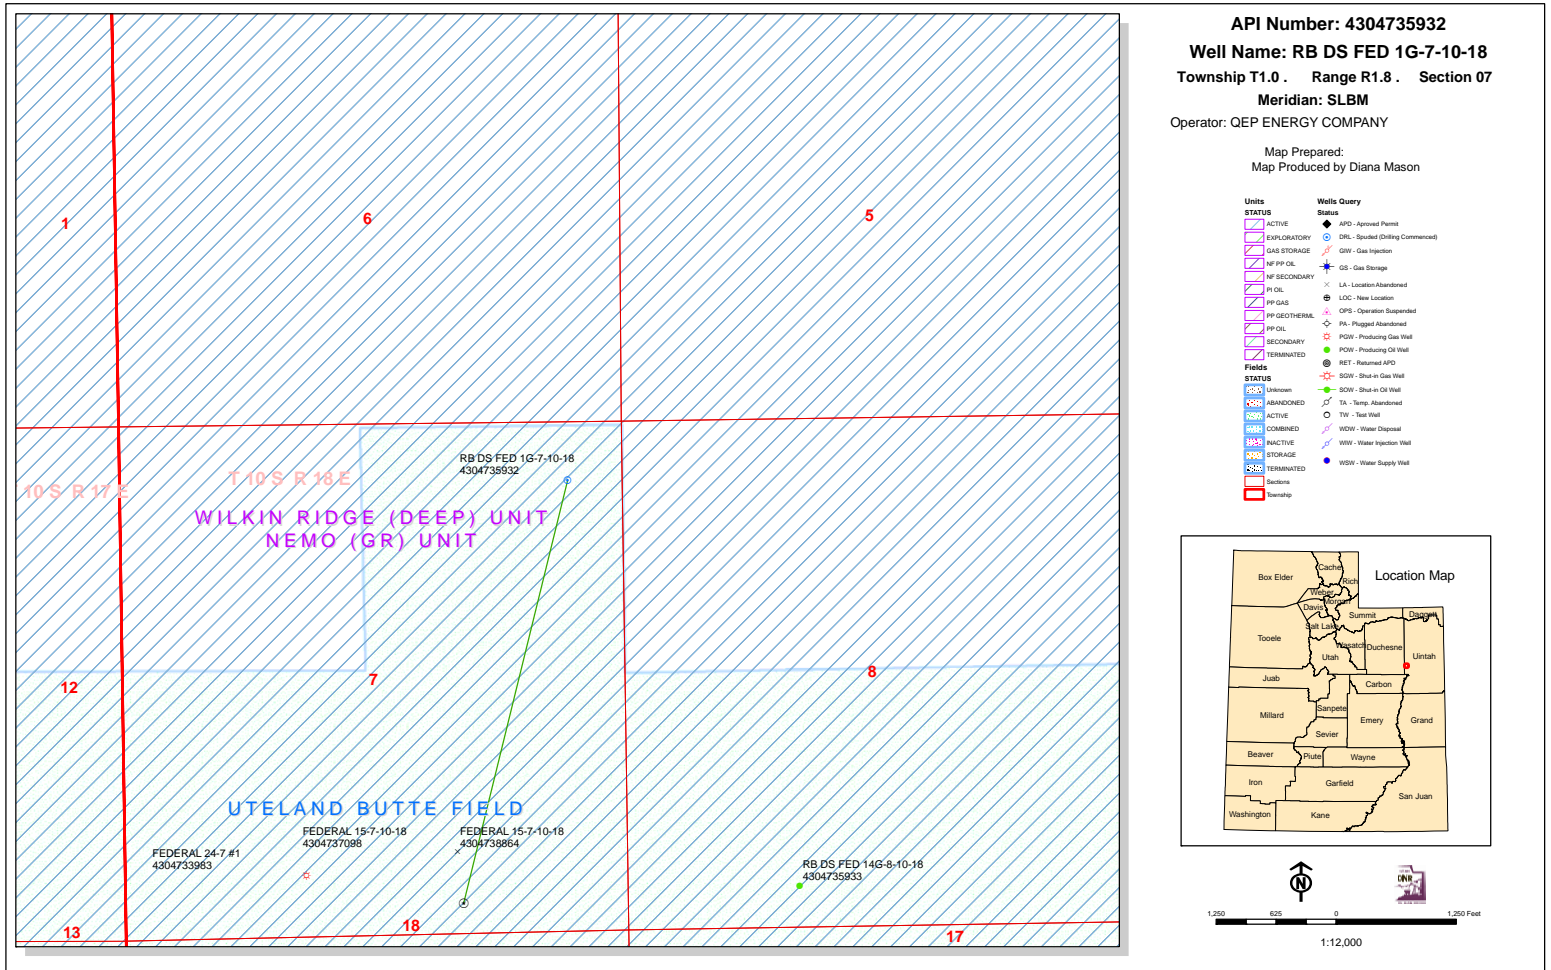 API Number: 4304735932
Well Name: RB DS FED 1G-7-10-18
Township T1.0 . Range R1.8 . Section 07
Meridian: SLBM
Operator: QEP ENERGY COMPANY
Map Prepared:
Map Produced by Diana Mason
Units
STATUS
ACTIVE
EXPLORATORY
GAS STORAGE
NF PP OIL
NF SECONDARY
PI OIL
PP GAS
PP GEOTHERML
PP OIL
SECONDARY
TERMINATED
Fields
STATUS
Unknown
ABANDONED
ACTIVE
COMBINED
INACTIVE
STORAGE
TERMINATED
Sections
Township
Wells Query
Status
APD - Aproved Permit
DRL - Spuded (Drilling Commenced)
GIW - Gas Injection
GS - Gas Storage
LA - Location Abandoned
LOC - New Location
OPS - Operation Suspended
PA - Plugged Abandoned
PGW - Producing Gas Well
POW - Producing Oil Well
RET - Returned APD
SGW - Shut-in Gas Well
SOW - Shut-in Oil Well
TA - Temp. Abandoned
TW - Test Well
WDW - Water Disposal
WIW - Water Injection Well
WSW - Water Supply Well
1
6
5
RB DS FED 1G-7-10-18
4304735932
10 S R 17 E
T 10 S R 18 E
WILKIN RIDGE (DEEP) UNIT
NEMO (GR) UNIT
12
7
8
UTELAND BUTTE FIELD
FEDERAL 24-7 #1
4304733983
FEDERAL 15-7-10-18
4304737098
FEDERAL 15-7-10-18
4304738864
RB DS FED 14G-8-10-18
4304735933
13
18
17
Location Map
Box Elder
Cache
Rich
Weber
Morgan
Davis
Summit
Daggett
Salt Lake
Tooele
Wasatch
Duchesne
Uintah
Utah
Juab
Carbon
Millard
Sanpete
Emery
Grand
Sevier
Beaver
Piute
Wayne
Iron
Garfield
San Juan
Washington
Kane
N
DNR
1,250 625 0 1,250 Feet
1:12,000